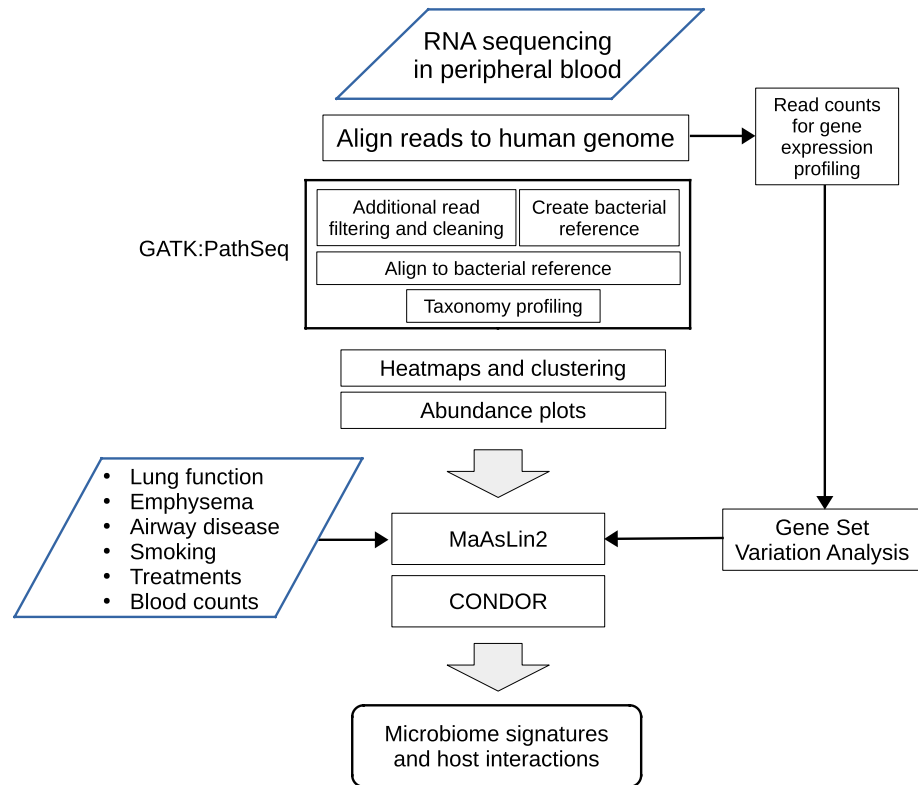 RNA sequencing
in peripheral blood
Align reads to human genome
Read counts
for gene
expression
profiling
GATK:PathSeq
Additional read
filtering and cleaning
Create bacterial
reference
Align to bacterial reference
Taxonomy profiling
Heatmaps and clustering
Abundance plots
• Lung function
• Emphysema
• Airway disease
• Smoking
• Treatments
• Blood counts
MaAsLin2
Gene Set
Variation Analysis
CONDOR
Microbiome signatures
and host interactions